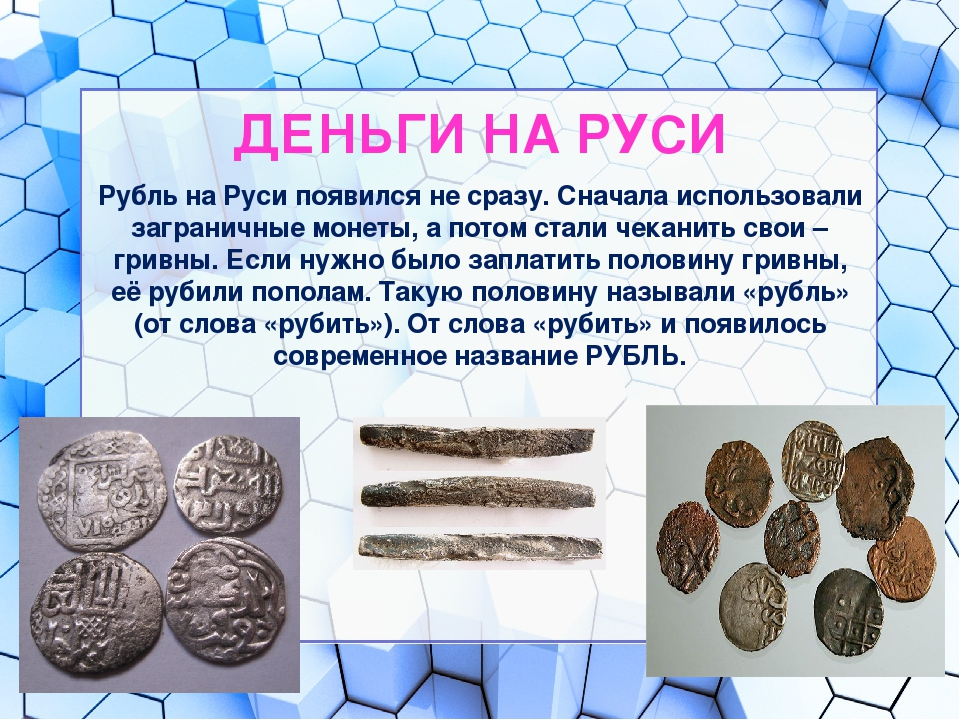 ДЕНЬГИ НА РУСИ
Рубль на Руси появился не сразу. Сначала использовали
заграничные монеты, а потом стали чеканить свои –
гривны. Если нужно было заплатить половину гривны,
её рубили пополам. Такую половину называли «рубль»
(от слова «рубить»). От слова «рубить» и появилось
современное название РУБЛЬ.